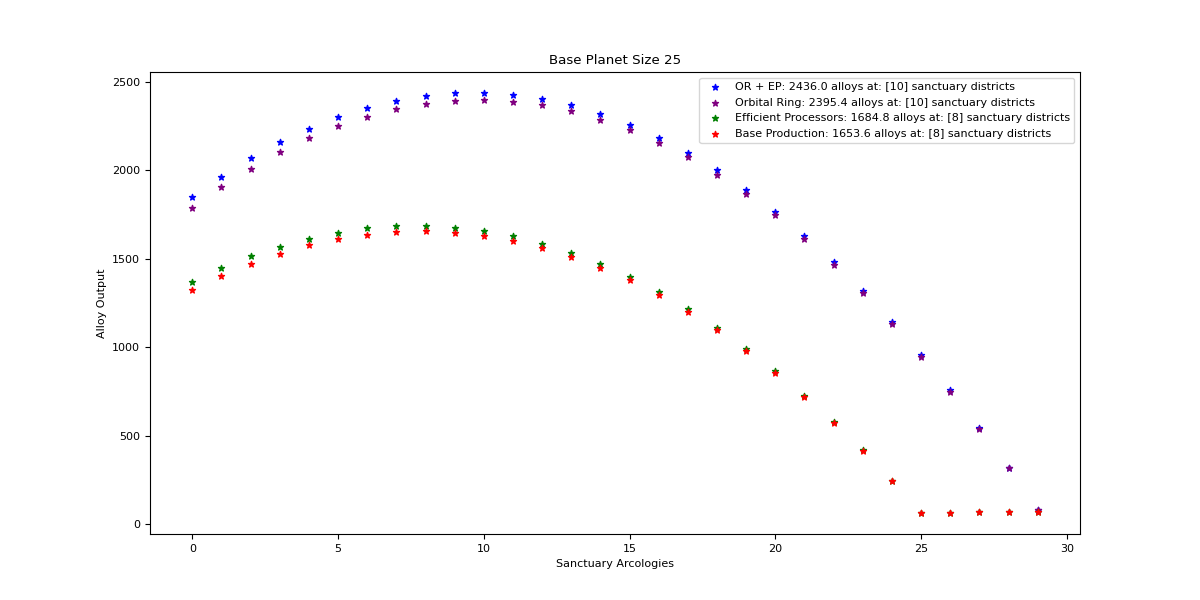 Base Planet Size 25
OR + EP: 2436.0 alloys at: [10] sanctuary districts
Orbital Ring: 2395.4 alloys at: [10] sanctuary districts
Efficient Processors: 1684.8 alloys at: [8] sanctuary districts
Base Production: 1653.6 alloys at: [8] sanctuary districts
2500
2000
1500
1000
500
0
Alloy Output
0 5 10 15 20 25 30
Sanctuary Arcologies